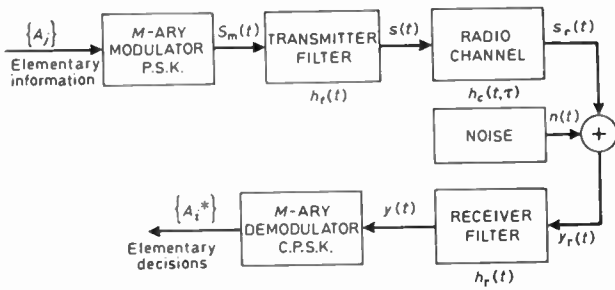 {A_j}
Elementary information
M-ARY
MODULATOR
P.S.K.
S_m(t)
TRANSMITTER
FILTER
h_t(t)
s(t)
RADIO
CHANNEL
h_c(t,τ)
s_r(t)
NOISE
n(t)
+
y_r(t)
RECEIVER
FILTER
h_r(t)
y(t)
M-ARY
DEMODULATOR
C.P.S.K.
{A_i*}
Elementary
decisions